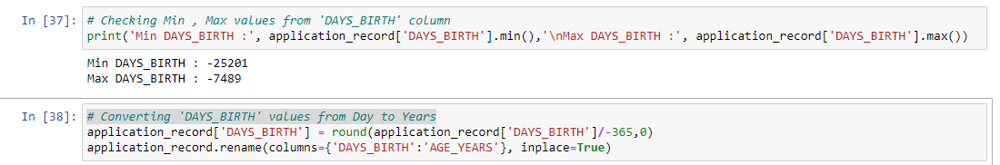 In [37]: # Checking Min , Max values from 'DAYS_BIRTH' column
print('Min DAYS_BIRTH :', application_record['DAYS_BIRTH'].min(),'\nMax DAYS_BIRTH :', application_record['DAYS_BIRTH'].max())
Min DAYS_BIRTH : -25201
Max DAYS_BIRTH : -7489
In [38]: # Converting 'DAYS_BIRTH' values from Day to Years
application_record['DAYS_BIRTH'] = round(application_record['DAYS_BIRTH']/-365,0)
application_record.rename(columns={'DAYS_BIRTH':'AGE_YEARS'}, inplace=True)